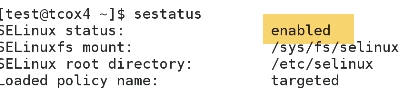 [test@tcox4 ~]$ sestatus
SELinux status: enabled
SELinuxfs mount: /sys/fs/selinux
SELinux root directory: /etc/selinux
Loaded policy name: targeted